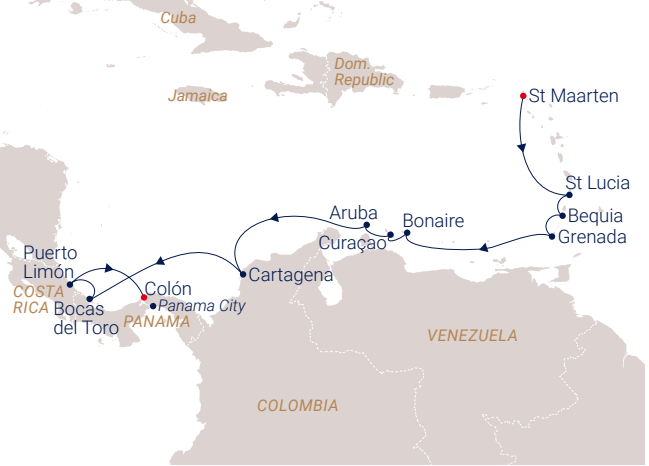 Cuba
Dom.
Republic
Jamaica
St Maarten
St Lucia
Bequia
Grenada
Aruba
Bonaire
Curaçao
Cartagena
Puerto
Limón
COSTA
RICA
Colón
Panama City
Bocas
del Toro
PANAMA
VENEZUELA
COLOMBIA